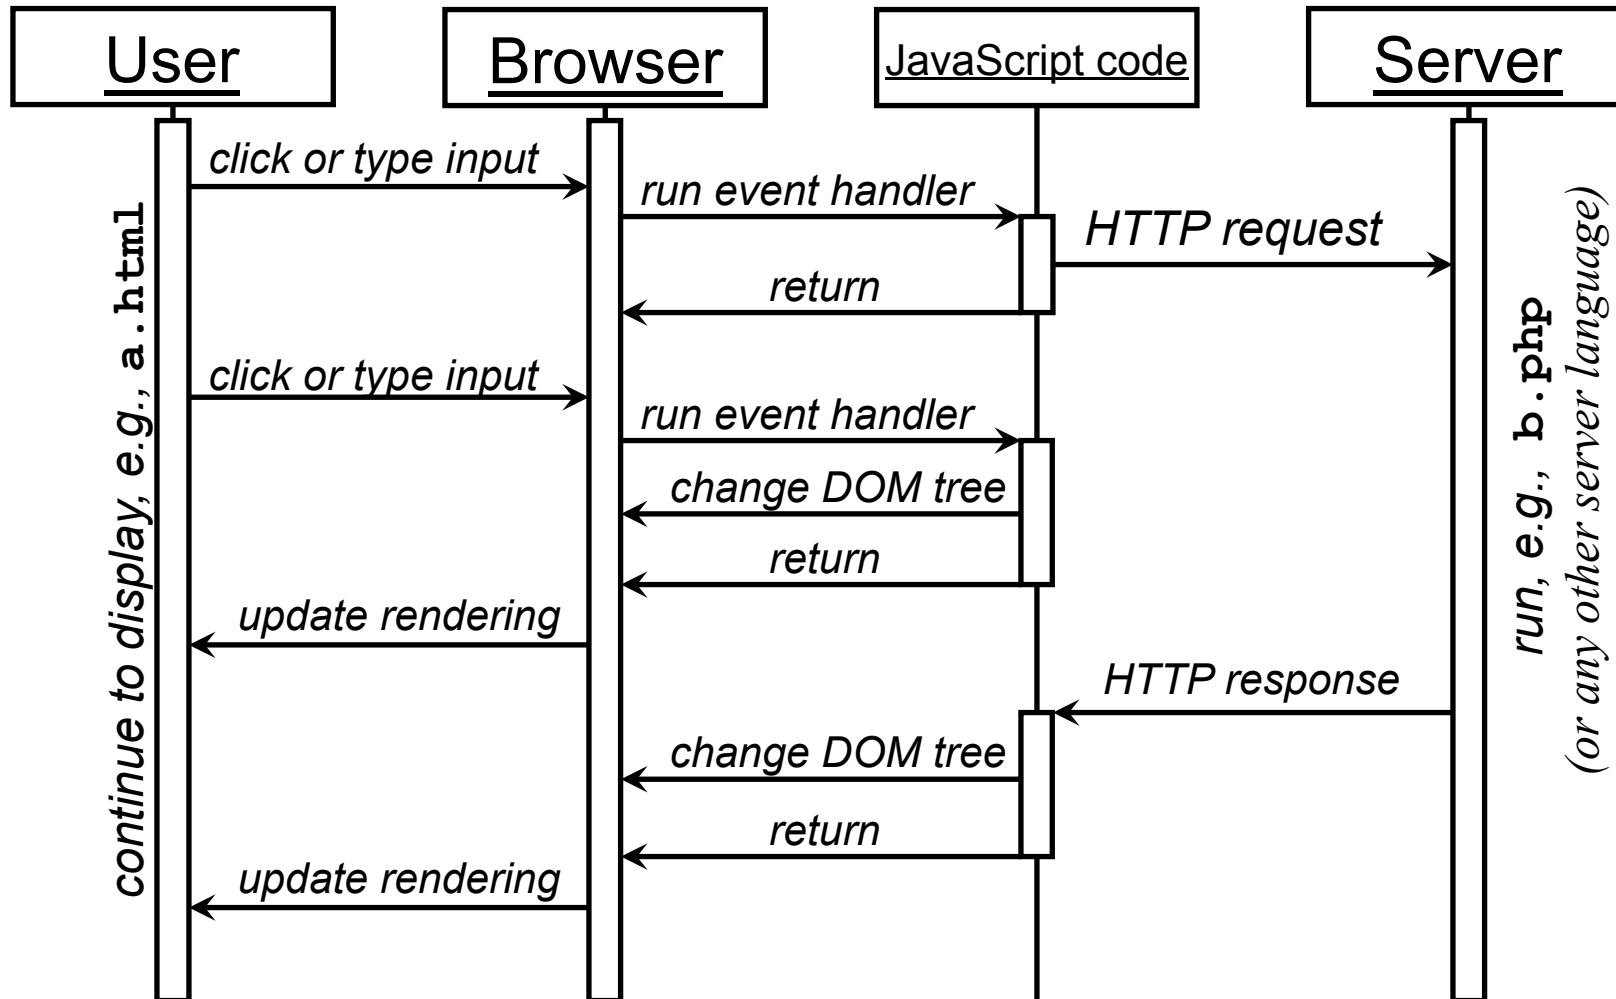 User
Browser
JavaScript code
Server
click or type input
run event handler
HTTP request
return
click or type input
run event handler
change DOM tree
return
update rendering
HTTP response
change DOM tree
return
update rendering
continue to display, e.g., a.html
run, e.g., b.php
(or any other server language)